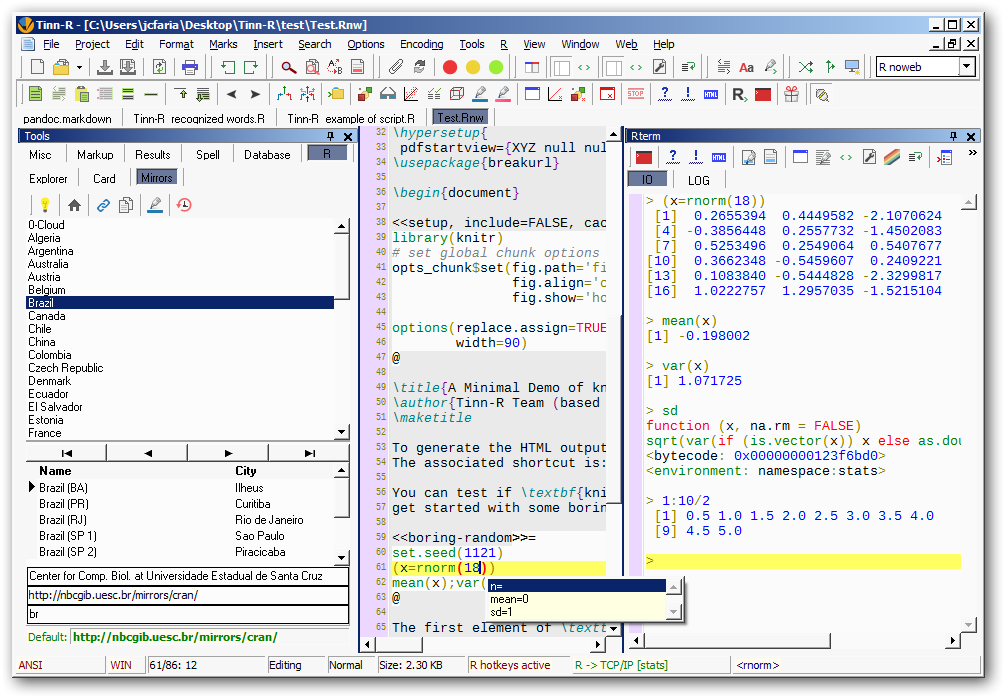 Tinn-R - [C:\Users\jcfaria\Desktop\Tinn-R\test\Test.Rnw]
File Project Edit Format Marks Insert Search Options Encoding Tools R View Window Web Help
Aa R noweb
STOP HTML R
pandoc.markdown Tinn-R recognized words.R Tinn-R example of script.R Test.Rnw
Tools
Misc Markup Results Spell Database R
Explorer Card Mirrors
0-Cloud
Algeria
Argentina
Australia
Austria
Belgium
Brazil
Canada
Chile
China
Colombia
Czech Republic
Denmark
Ecuador
El Salvador
Estonia
France
Name City
Brazil (BA) Ilheus
Brazil (PR) Curitiba
Brazil (RJ) Rio de Janeiro
Brazil (SP 1) Sao Paulo
Brazil (SP 2) Piracicaba
Center for Comp. Biol. at Universidade Estadual de Santa Cruz
http://nbcgib.uesc.br/mirrors/cran/
br
Default: http://nbcgib.uesc.br/mirrors/cran/
32 \hypersetup{
33 pdfstartview={XYZ null nul
34 \usepackage{breakurl}
35
36 \begin{document}
37
38 <<setup, include=FALSE, cac
39 library(knitr)
40 # set global chunk options
41 opts_chunk$set(fig.path='fi
42 fig.align='c
43 fig.show='ho
44
45 options(replace.assign=TRUE
46 width=90)
47 @
48
49 \title{A Minimal Demo of kn
50 \author{Tinn-R Team (based
51 \maketitle
52
53 To generate the HTML output
54 The associated shortcut is:
55
56 You can test if \textbf{kni
57 get started with some borin
58
59 <<boring-random>>=
60 set.seed(1121)
61 (x=rnorm(18))
62 mean(x);var(
63 @
64
65 The first element of \textt
n=
mean=0
sd=1
Rterm
HTML
IO LOG
> (x=rnorm(18))
[1] 0.2655394 0.4449582 -2.1070624
[4] -0.3856448 0.2557732 -1.4502083
[7] 0.5253496 0.2549064 0.5407677
[10] 0.3662348 -0.5459607 0.2409221
[13] 0.1083840 -0.5444828 -2.3299817
[16] 1.0222757 1.2957035 -1.5215104
> mean(x)
[1] -0.198002
> var(x)
[1] 1.071725
> sd
function (x, na.rm = FALSE)
sqrt(var(if (is.vector(x)) x else as.dou
<bytecode: 0x00000000123f6bd0>
<environment: namespace:stats>
> 1:10/2
[1] 0.5 1.0 1.5 2.0 2.5 3.0 3.5 4.0
[9] 4.5 5.0
>
ANSI WIN 61/86: 12 Editing Normal Size: 2.30 KB R hotkeys active R -> TCP/IP [stats] <rnorm>